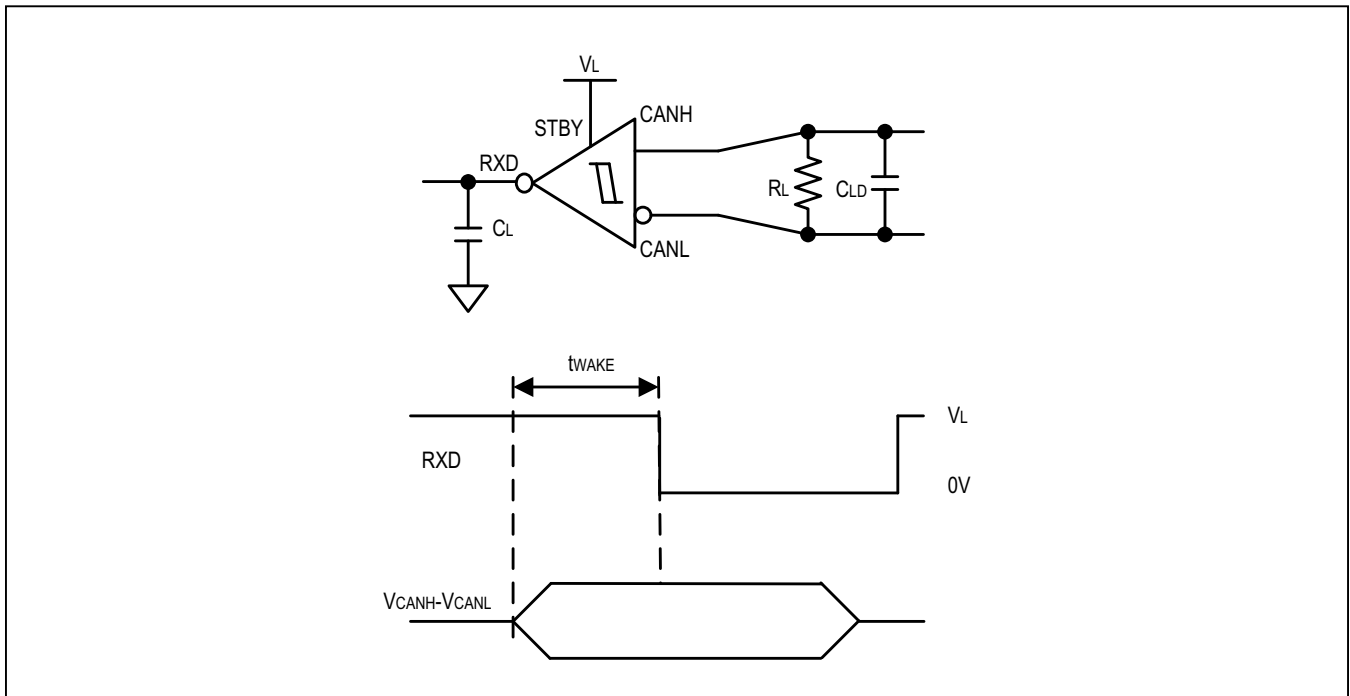 VL
STBY
CANH
RXD
RL
CLD
CL
CANL
tWAKE
VL
RXD
0V
VCANH-VCANL